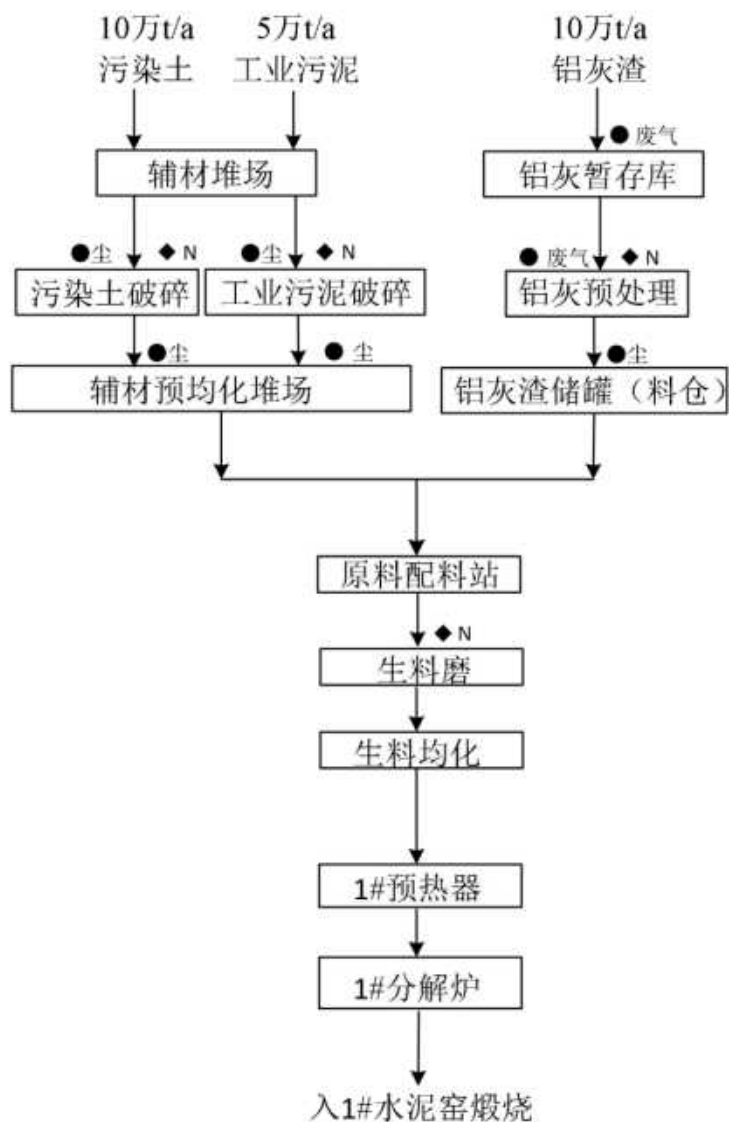 10万t/a 5万t/a 10万t/a
污染土 工业污泥 铝灰渣
●废气
辅材堆场 铝灰暂存库
●尘 ◆N ●尘 ◆N ●废气 ◆N
污染土破碎 工业污泥破碎 铝灰预处理
●尘 ●尘 ●尘
辅材预均化堆场 铝灰渣储罐（料仓）
原料配料站
◆N
生料磨
生料均化
1#预热器
1#分解炉
入1#水泥窑煅烧